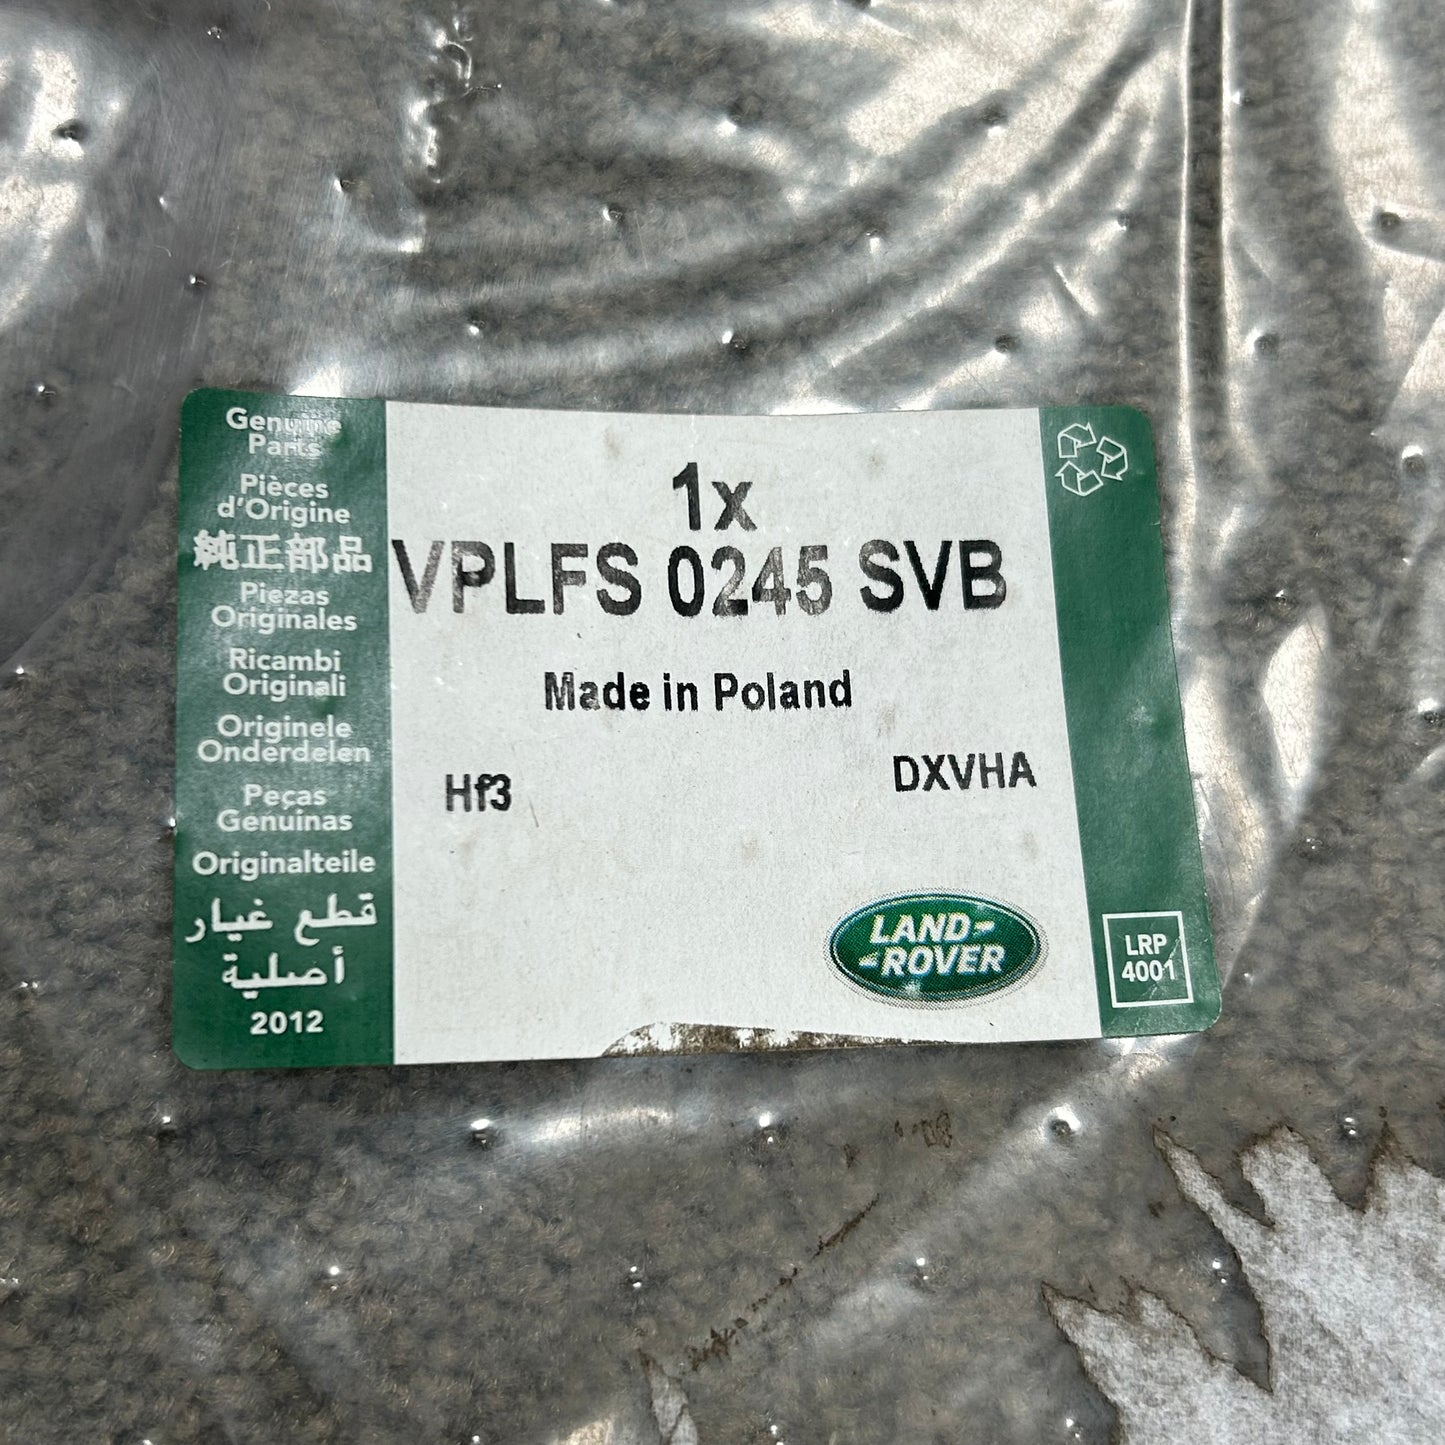 Genuine
Parts
Pièces
d'Origine
純正部品
Piezas
Originales
Ricambi
Originali
Originele
Onderdelen
Peças
Genuinas
Originalteile
قطع غيار
أصلية
2012
1x
VPLFS 0245 SVB
Made in Poland
Hf3
DXVHA
LAND-
-ROVER
LRP
4001